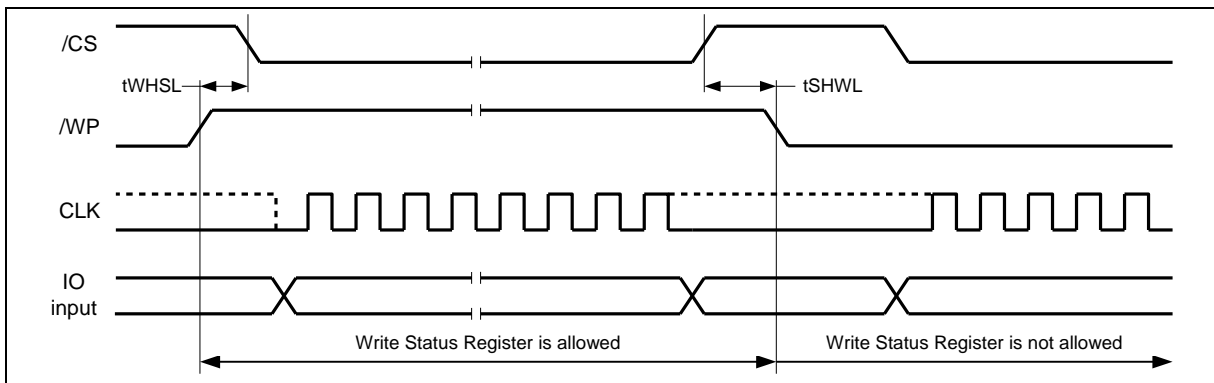 /CS
tWHSL
tSHWL
/WP
CLK
IO
input
Write Status Register is allowed
Write Status Register is not allowed